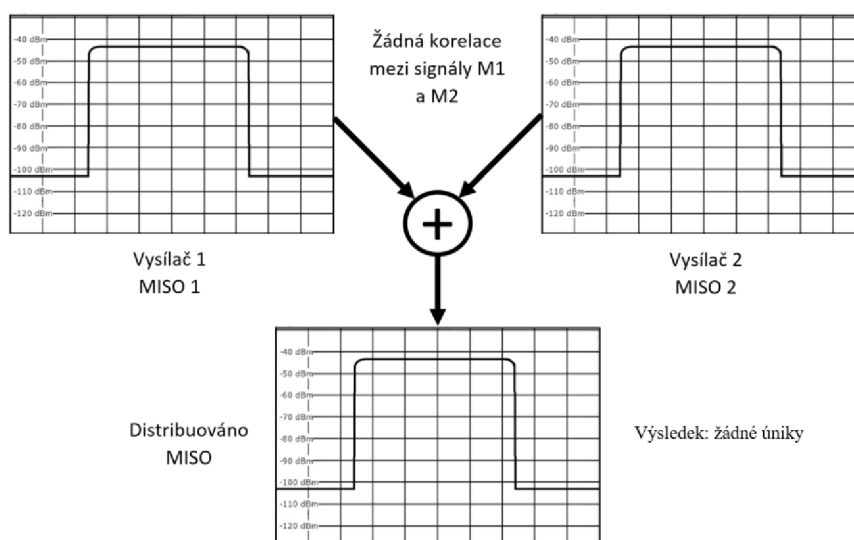 -40 dBm
-50 dBm
-60 dBm
-70 dBm
-80 dBm
-90 dBm
-100 dBm
-110 dBm
-120 dBm
Žádná korelace
mezi signály M1
a M2
-40 dBm
-50 dBm
-60 dBm
-70 dBm
-80 dBm
-90 dBm
-100 dBm
-110 dBm
-120 dBm
+
Vysílač 1
MISO 1
Vysílač 2
MISO 2
-40 dBm
-50 dBm
-60 dBm
-70 dBm
-80 dBm
-90 dBm
-100 dBm
-110 dBm
-120 dBm
Distribuováno
MISO
Výsledek: žádné úniky